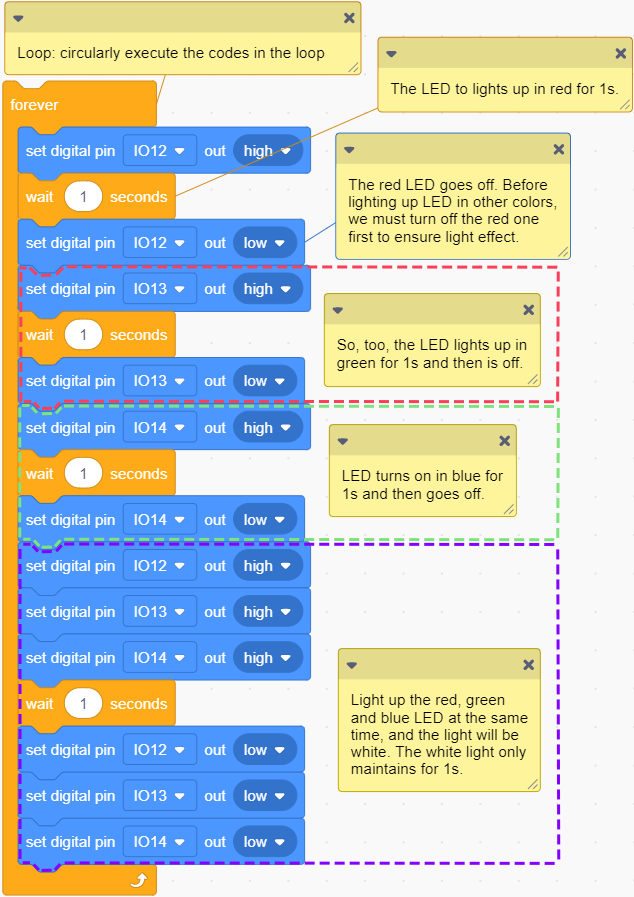 Loop: circularly execute the codes in the loop
The LED to lights up in red for 1s.
forever
set digital pin IO12 out high
wait 1 seconds
The red LED goes off. Before
lighting up LED in other colors,
we must turn off the red one
first to ensure light effect.
set digital pin IO12 out low
set digital pin IO13 out high
wait 1 seconds
So, too, the LED lights up in
green for 1s and then is off.
set digital pin IO13 out low
set digital pin IO14 out high
wait 1 seconds
LED turns on in blue for
1s and then goes off.
set digital pin IO14 out low
set digital pin IO12 out high
set digital pin IO13 out high
set digital pin IO14 out high
wait 1 seconds
Light up the red, green
and blue LED at the same
time, and the light will be
white. The white light only
maintains for 1s.
set digital pin IO12 out low
set digital pin IO13 out low
set digital pin IO14 out low